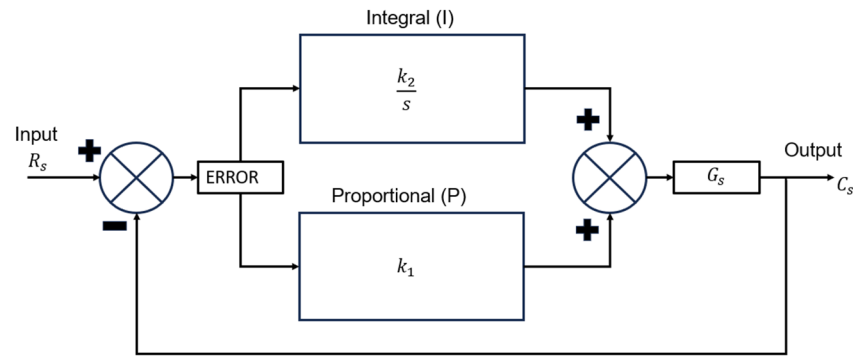 Integral (I)
k₂
s
Input
Rₛ
+
+
ERROR
Gₛ
Output
Cₛ
Proportional (P)
−
+
k₁